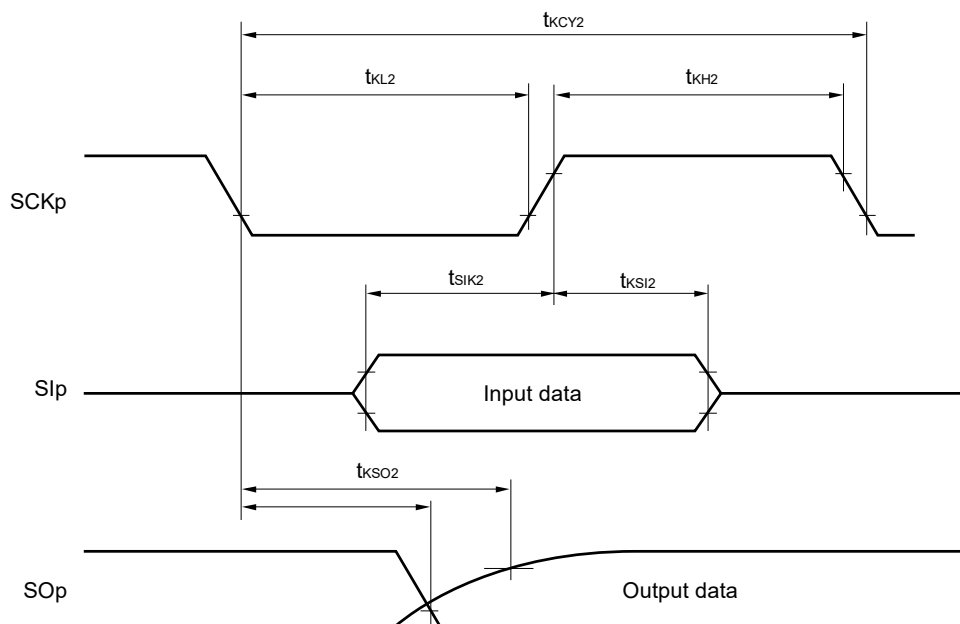 tKCY2
tKL2
tKH2
SCKp
tSIK2
tKSI2
SIp
Input data
tKSO2
SOp
Output data